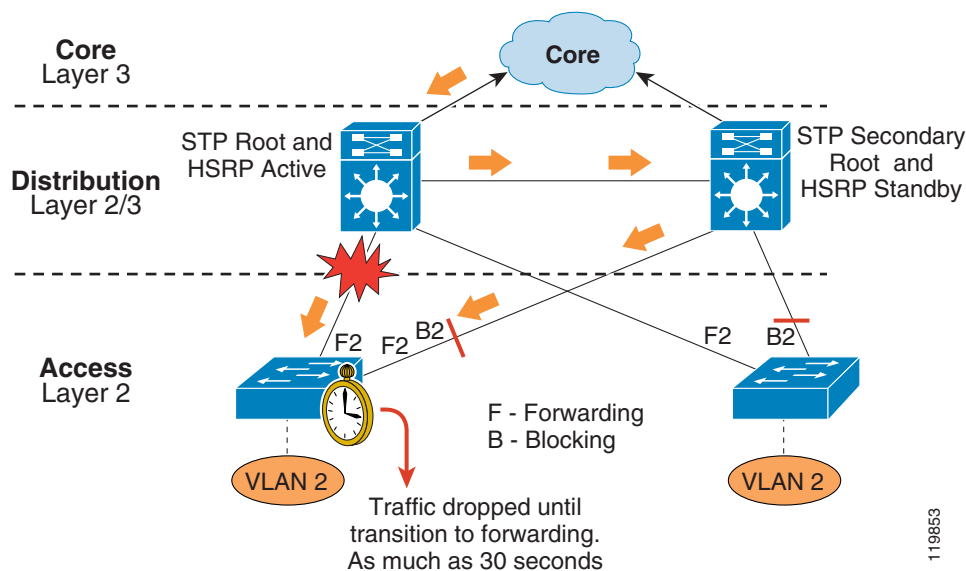 Core
Layer 3
Core
STP Root and
HSRP Active
STP Secondary
Root and
HSRP Standby
Distribution
Layer 2/3
F2
F2
B2
F2
B2
Access
Layer 2
F - Forwarding
B - Blocking
VLAN 2
VLAN 2
Traffic dropped until
transition to forwarding.
As much as 30 seconds
119853